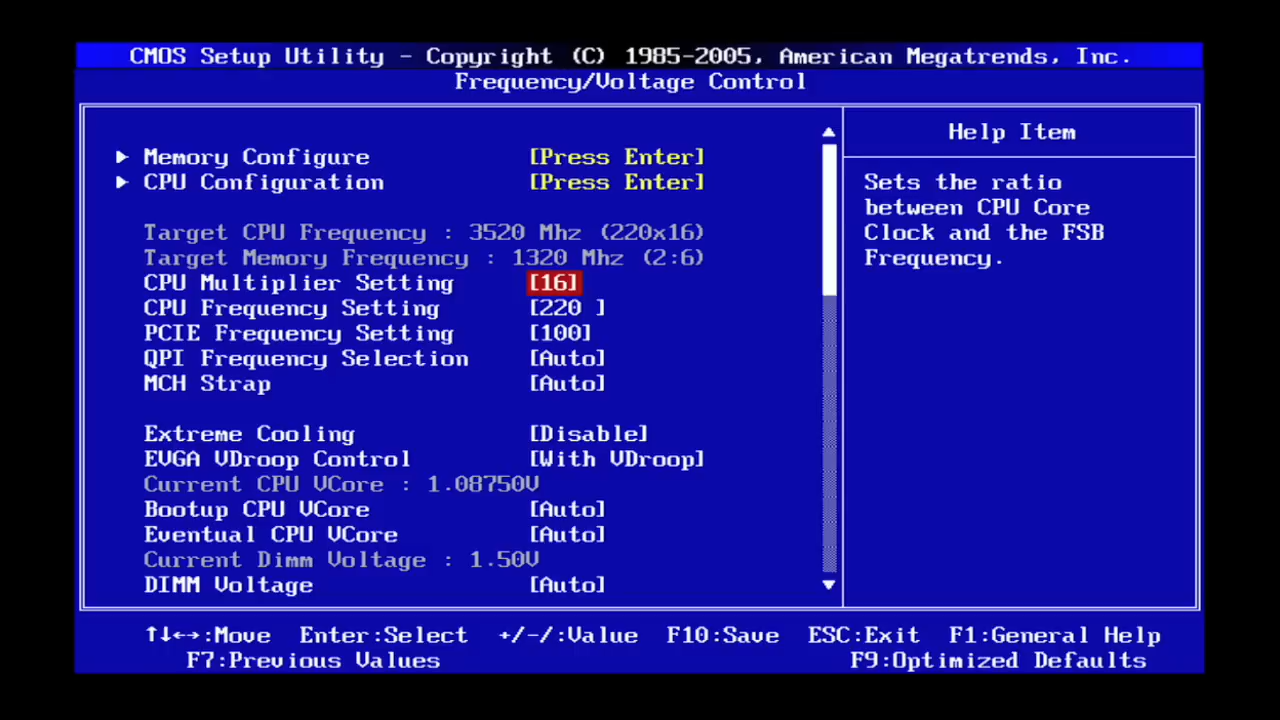 CMOS Setup Utility - Copyright (C) 1985-2005, American Megatrends, Inc.
Frequency/Voltage Control
Help Item
Memory Configure [Press Enter]
CPU Configuration [Press Enter]
Sets the ratio
between CPU Core
Clock and the FSB
Frequency.
Target CPU Frequency : 3520 Mhz (220x16)
Target Memory Frequency : 1320 Mhz (2:6)
CPU Multiplier Setting [16]
CPU Frequency Setting [220 ]
PCIE Frequency Setting [100]
QPI Frequency Selection [Auto]
MCH Strap [Auto]
Extreme Cooling [Disable]
EVGA VDroop Control [With VDroop]
Current CPU VCore : 1.08750V
Bootup CPU VCore [Auto]
Eventual CPU VCore [Auto]
Current Dimm Voltage : 1.50V
DIMM Voltage [Auto]
↑↓←→:Move Enter:Select +/-/:Value F10:Save ESC:Exit F1:General Help
F7:Previous Values F9:Optimized Defaults